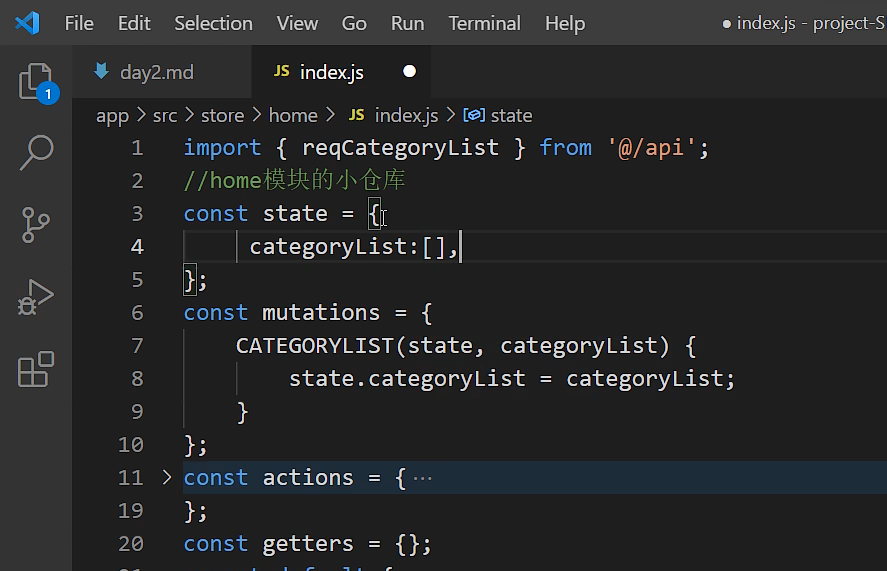 File Edit Selection View Go Run Terminal Help ● index.js - project-S
day2.md JS index.js ●
1
app > src > store > home > JS index.js > state
1 import { reqCategoryList } from '@/api';
2 //home模块的小仓库
3 const state = {
4 categoryList:[],
5 };
6 const mutations = {
7 CATEGORYLIST(state, categoryList) {
8 state.categoryList = categoryList;
9 }
10 };
11 > const actions = { ···
19 };
20 const getters = {};